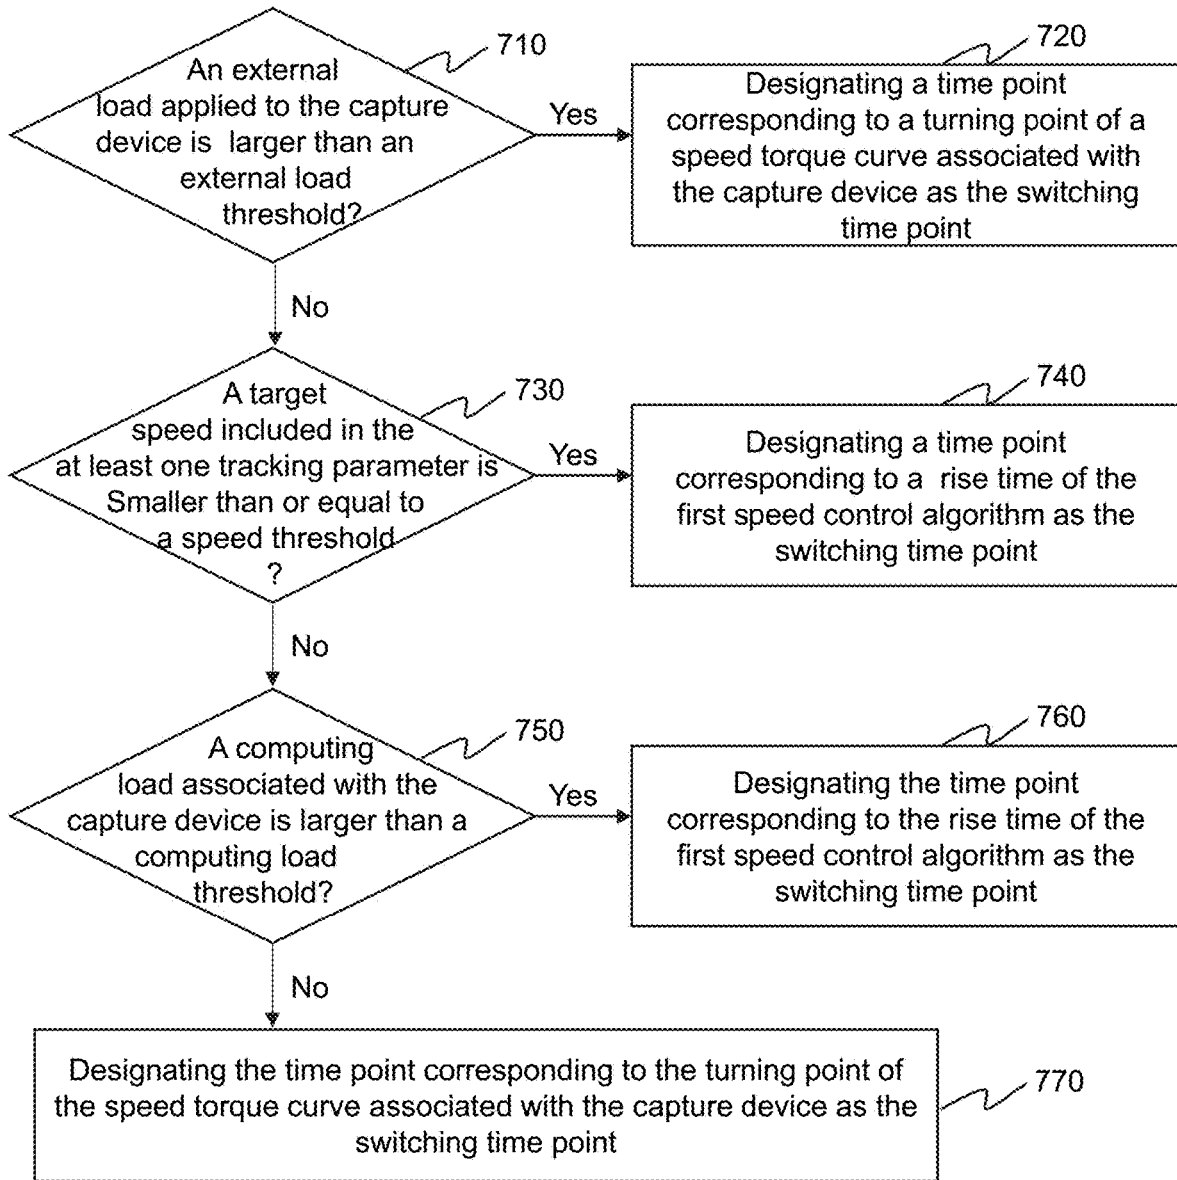 710
An external
load applied to the capture
device is larger than an
external load
threshold?
Yes
720
Designating a time point
corresponding to a turning point of a
speed torque curve associated with
the capture device as the switching
time point
No
730
A target
speed included in the
at least one tracking parameter is
Smaller than or equal to
a speed threshold
?
Yes
740
Designating a time point
corresponding to a rise time of the
first speed control algorithm as the
switching time point
No
750
A computing
load associated with the
capture device is larger than a
computing load
threshold?
Yes
760
Designating the time point
corresponding to the rise time of the
first speed control algorithm as the
switching time point
No
Designating the time point corresponding to the turning point of
the speed torque curve associated with the capture device as the
switching time point
770